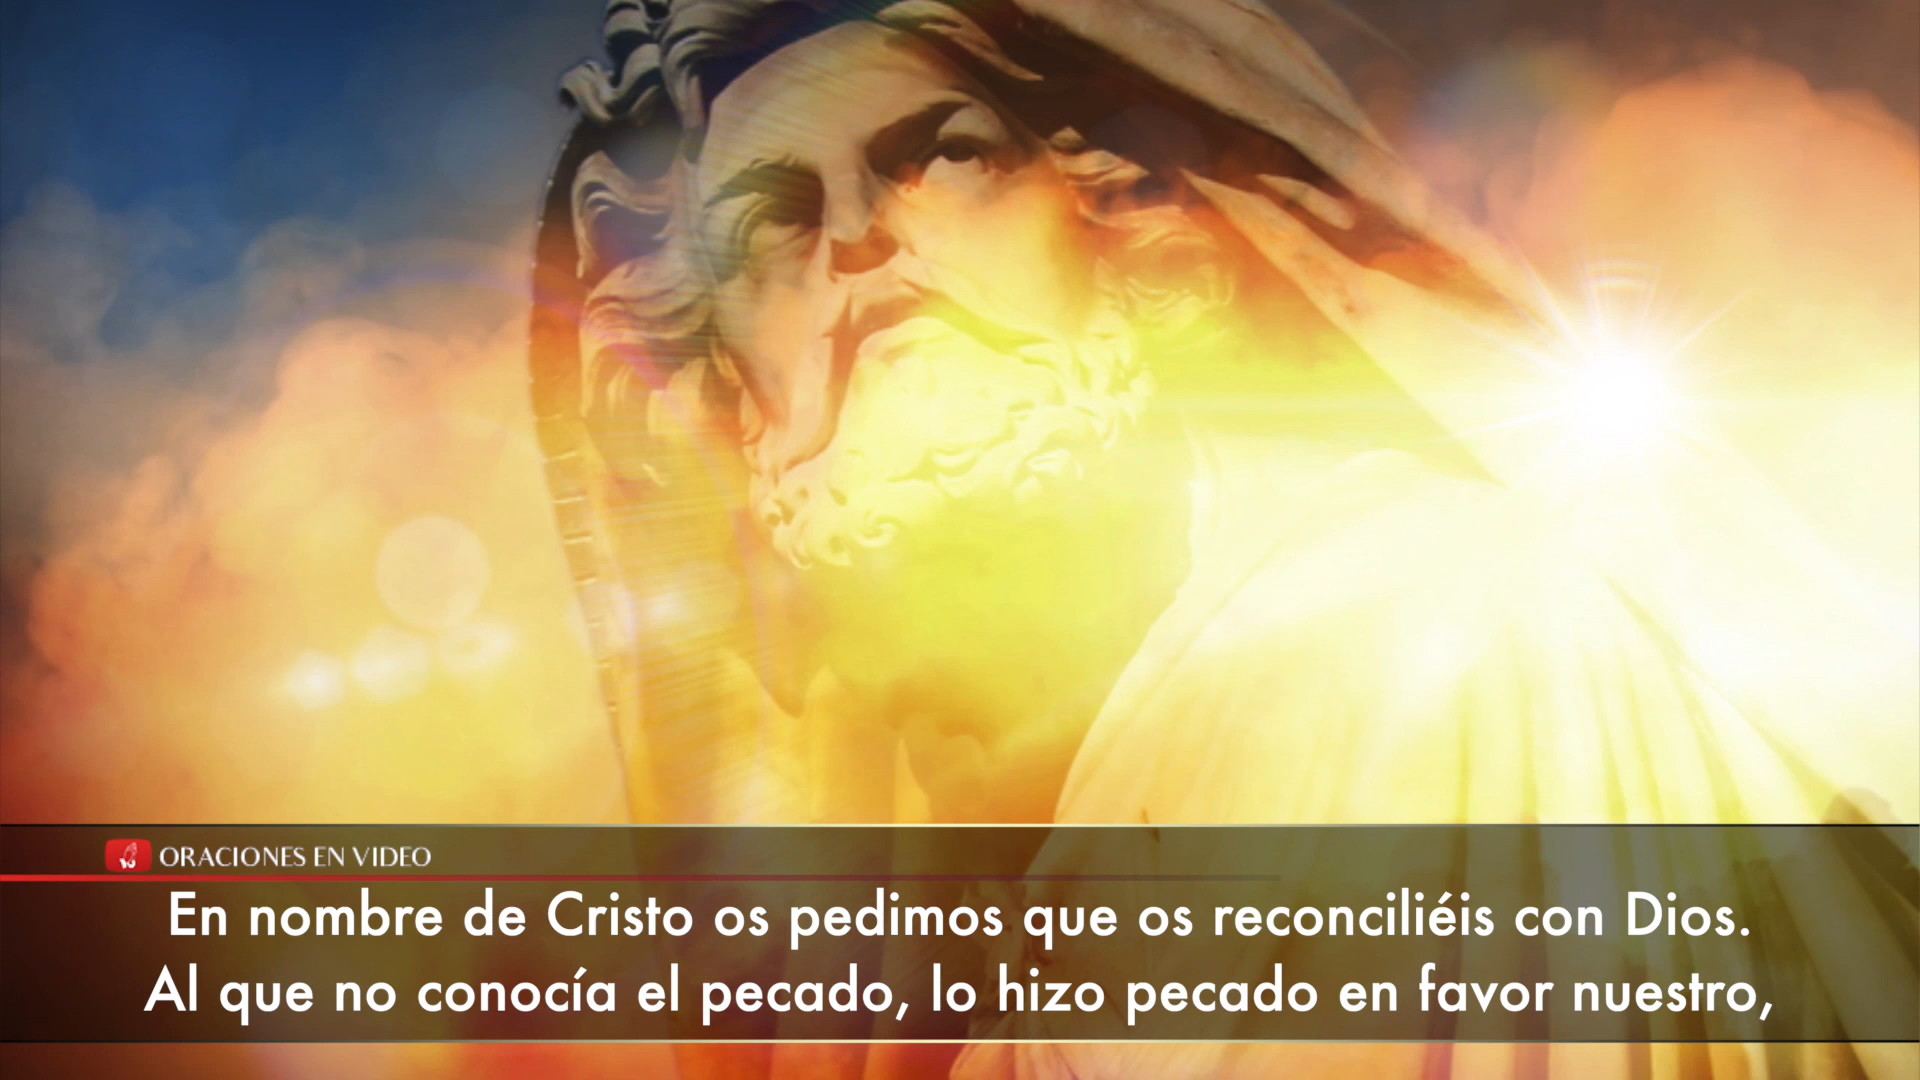 ORACIONES EN VIDEO
En nombre de Cristo os pedimos que os reconciliéis con Dios.
Al que no conocía el pecado, lo hizo pecado en favor nuestro,